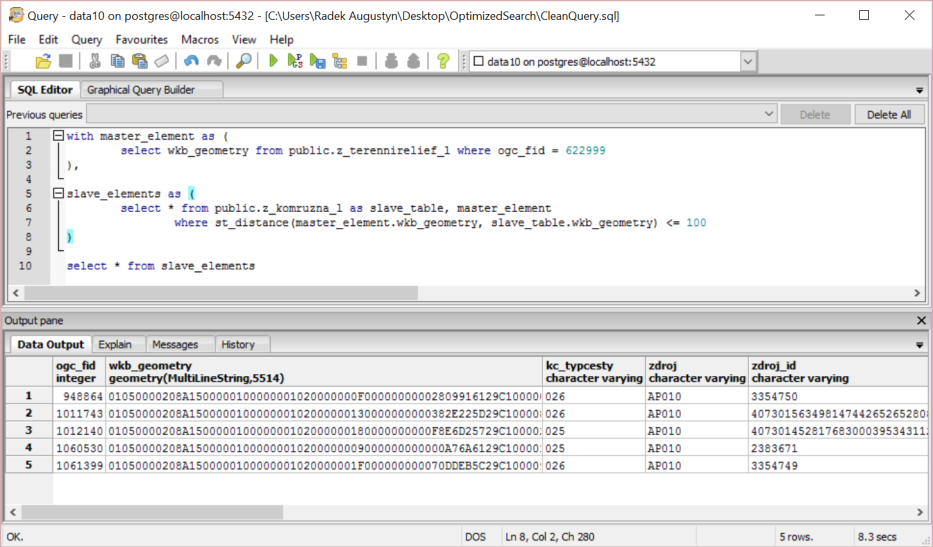 Query - data10 on postgres@localhost:5432 - [C:\Users\Radek Augustyn\Desktop\OptimizedSearch\CleanQuery.sql]
File Edit Query Favourites Macros View Help
data10 on postgres@localhost:5432
SQL Editor Graphical Query Builder
Previous queries Delete Delete All
1 with master_element as (
2 select wkb_geometry from public.z_terennirelief_l where ogc_fid = 622999
3 ),
4
5 slave_elements as (
6 select * from public.z_komruzna_l as slave_table, master_element
7 where st_distance(master_element.wkb_geometry, slave_table.wkb_geometry) <= 100
8 )
9
10 select * from slave_elements
Output pane
Data Output Explain Messages History
ogc_fid wkb_geometry kc_typcesty zdroj zdroj_id
integer geometry(MultiLineString,5514) character varying character varying character varying
1 948864 026 AP010 3354750
2 1011743 026 AP010
3 1012140 025 AP010
4 1060530 025 AP010 2383671
5 1061399 026 AP010 3354749
OK. DOS Ln 8, Col 2, Ch 280 5 rows. 8.3 secs